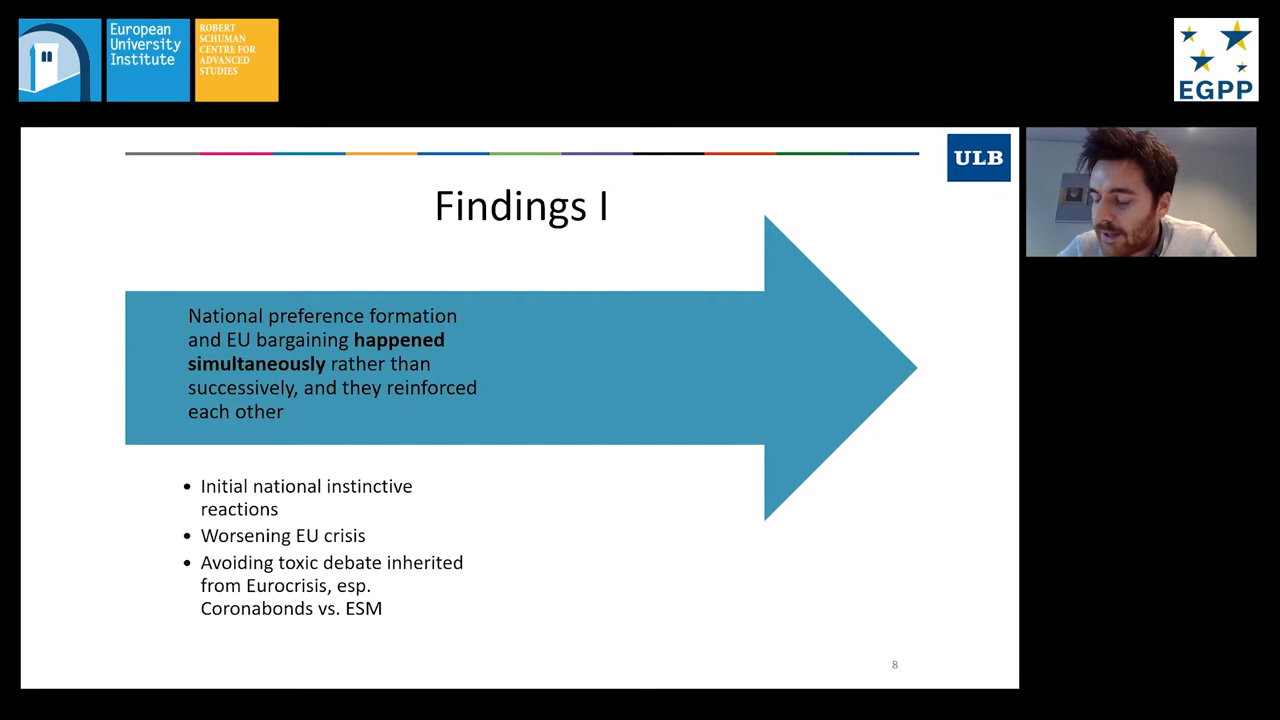 European
University
Institute
ROBERT
SCHUMAN
CENTRE FOR
ADVANCED
STUDIES
EGPP
ULB
Findings I
National preference formation
and EU bargaining happened
simultaneously rather than
successively, and they reinforced
each other
• Initial national instinctive
reactions
• Worsening EU crisis
• Avoiding toxic debate inherited
from Eurocrisis, esp.
Coronabonds vs. ESM
8